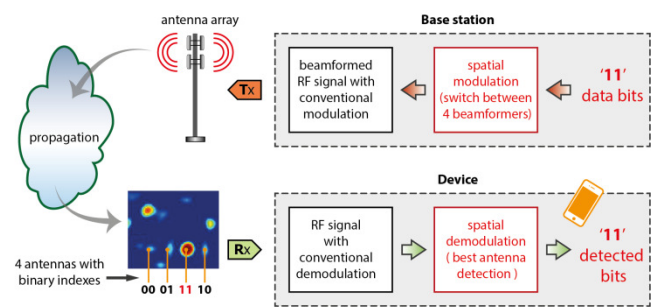 antenna array
Base station
beamformed
RF signal with
conventional
modulation
spatial
modulation
(switch between
4 beamformers)
'11'
data bits
Tx
propagation
Device
Rx
RF signal
with
conventional
demodulation
spatial
demodulation
( best antenna
detection )
'11'
detected
bits
4 antennas with
binary indexes
00 01 11 10